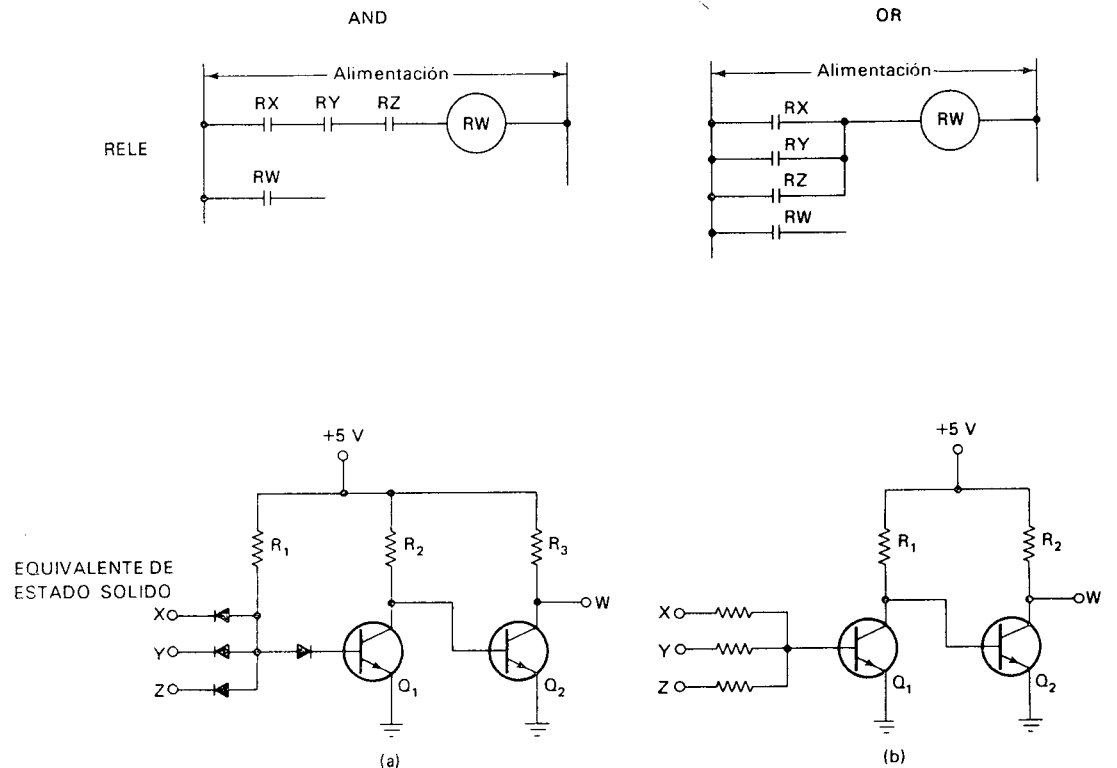 AND
OR
Alimentación
Alimentación
RX RY RZ
RW
RELE
RW
RX
RW
RY
RZ
RW
+5 V
+5 V
R1
R2
R3
R1
R2
EQUIVALENTE DE
ESTADO SOLIDO
X
W
Y
Z
Q1
Q2
X
W
Y
Z
Q1
Q2
(a)
(b)